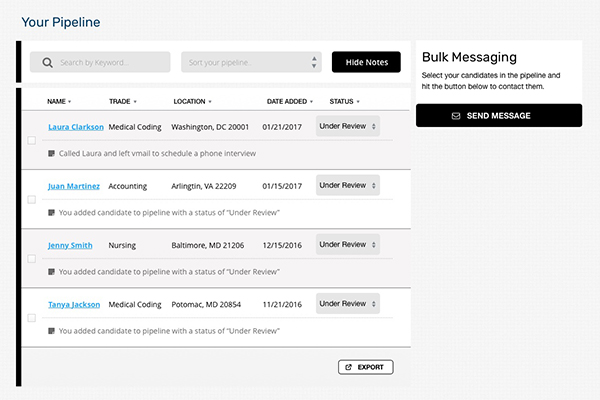 Your Pipeline
Search by Keyword..
Sort your pipeline..
Hide Notes
NAME TRADE LOCATION DATE ADDED STATUS
Laura Clarkson Medical Coding Washington, DC 20001 01/21/2017 Under Review
Called Laura and left vmail to schedule a phone interview
Juan Martinez Accounting Arlingtin, VA 22209 01/15/2017 Under Review
You added candidate to pipeline with a status of “Under Review”
Jenny Smith Nursing Baltimore, MD 21206 12/15/2016 Under Review
You added candidate to pipeline with a status of “Under Review”
Tanya Jackson Medical Coding Potomac, MD 20854 11/21/2016 Under Review
You added candidate to pipeline with a status of “Under Review”
EXPORT
Bulk Messaging
Select your candidates in the pipeline and
hit the button below to contact them.
SEND MESSAGE